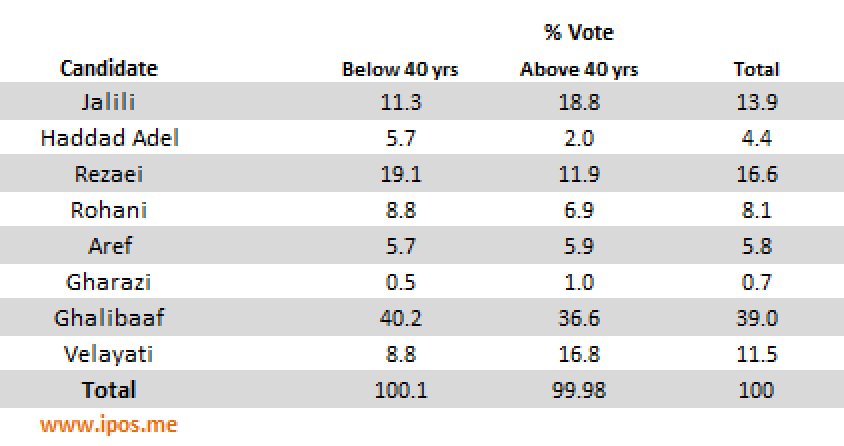 % Vote
Candidate Below 40 yrs Above 40 yrs Total
Jalili 11.3 18.8 13.9
Haddad Adel 5.7 2.0 4.4
Rezaei 19.1 11.9 16.6
Rohani 8.8 6.9 8.1
Aref 5.7 5.9 5.8
Gharazi 0.5 1.0 0.7
Ghalibaaf 40.2 36.6 39.0
Velayati 8.8 16.8 11.5
Total 100.1 99.98 100
www.ipos.me